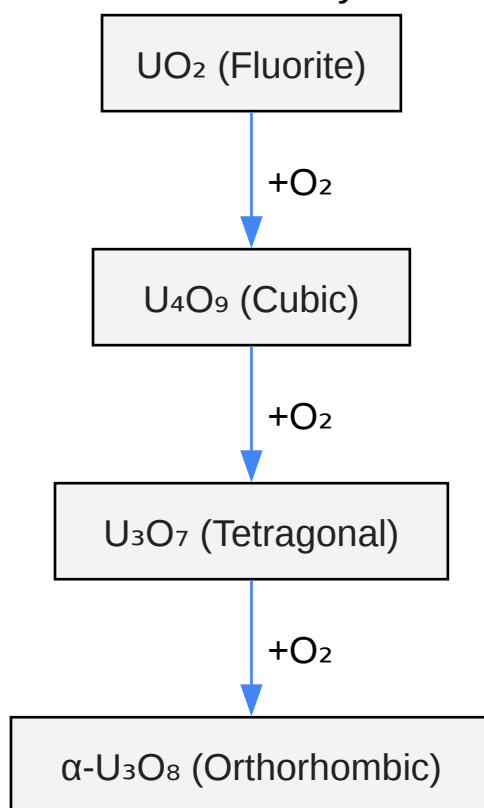 UO₂ (Fluorite)
+O₂
U₄O₉ (Cubic)
+O₂
U₃O₇ (Tetragonal)
+O₂
α-U₃O₈ (Orthorhombic)